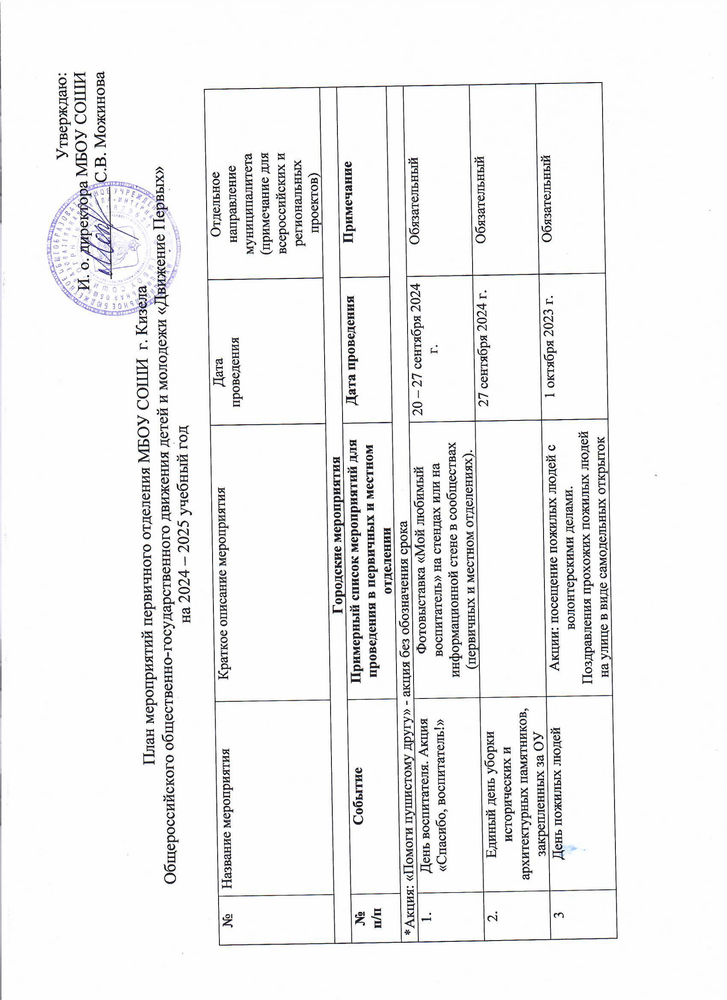 Утверждаю:
И. о. директора МБОУ СОШИ
С.В. Можинова
План мероприятий первичного отделения МБОУ СОШИ г. Кизела
Общероссийского общественно-государственного движения детей и молодежи «Движение Первых»
на 2024 – 2025 учебный год
№
Название мероприятия
Краткое описание мероприятия
Дата
проведения
Отдельное
направление
муниципалитета
(примечание для
всероссийских и
региональных
проектов)
Городские мероприятия
№
п/п
Событие
Примерный список мероприятий для
проведения в первичных и местном
отделении
Дата проведения
Примечание
*Акция: «Помоги пушистому другу» - акция без обозначения срока
1.
День воспитателя. Акция
«Спасибо, воспитатель!»
Фотовыставка «Мой любимый
воспитатель» на стендах или на
информационной стене в сообществах
(первичных и местном отделениях).
20 – 27 сентября 2024
г.
Обязательный
2.
Единый день уборки
исторических и
архитектурных памятников,
закрепленных за ОУ
27 сентября 2024 г.
Обязательный
3
День пожилых людей
Акции: посещение пожилых людей с
волонтерскими делами.
Поздравления прохожих пожилых людей
на улице в виде самодельных открыток
1 октября 2023 г.
Обязательный